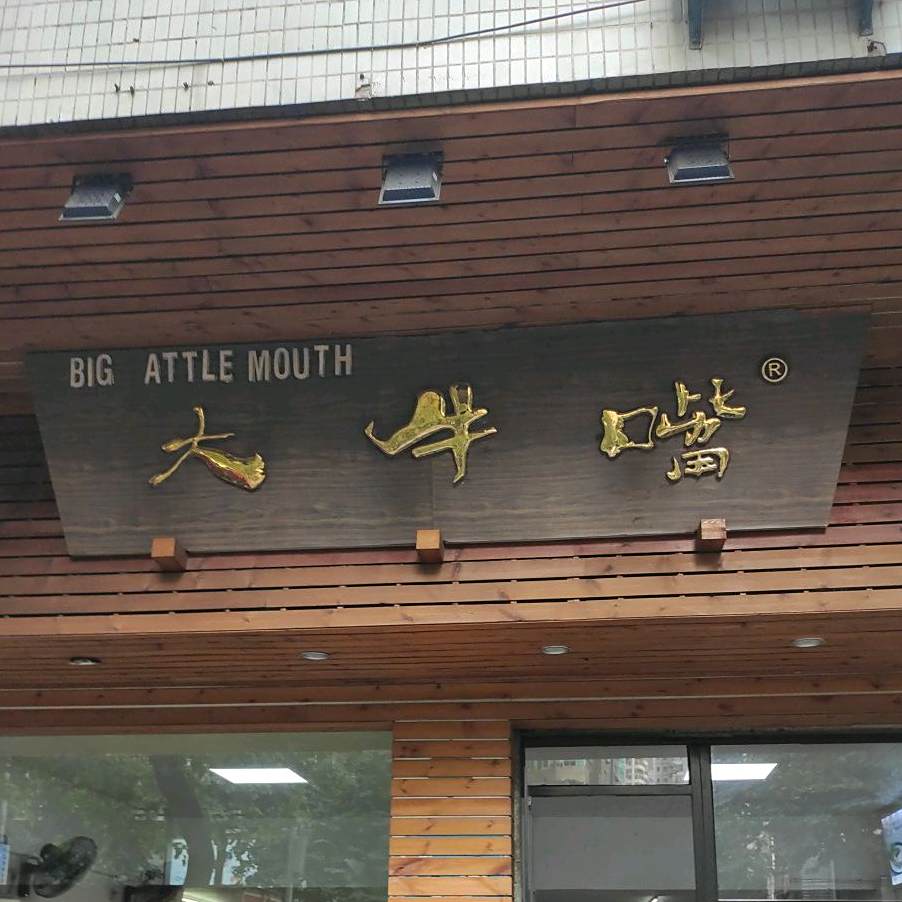 BIG ATTLE MOUTH
大牛嘴®